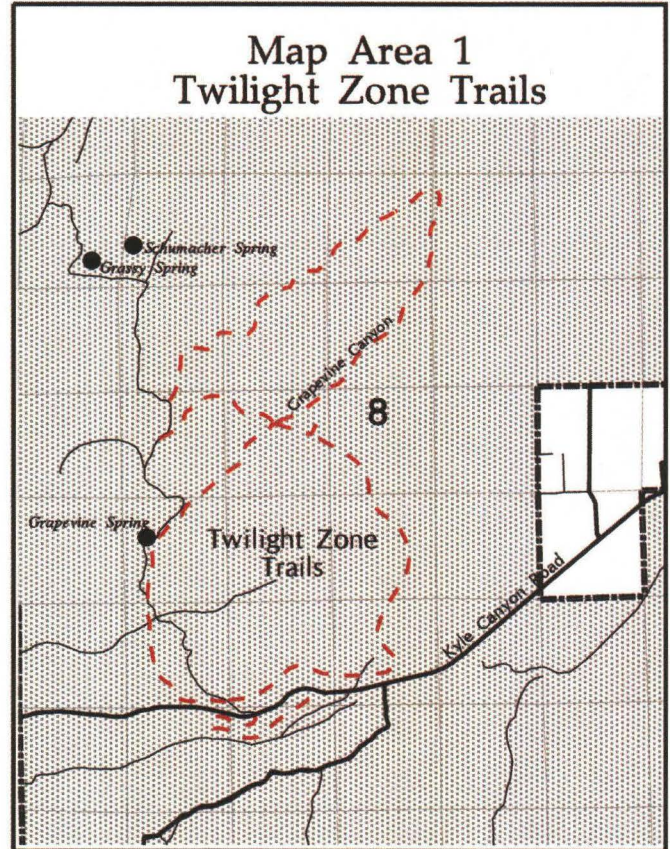 Map Area 1
Twilight Zone Trails
Schumacher Spring
Grassy Spring
Grapevine Canyon
8
Grapevine Spring
Twilight Zone
Trails
Kyle Canyon Road